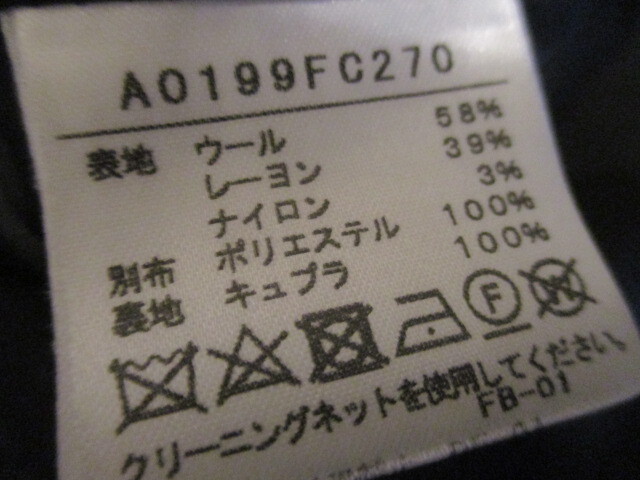 A0199FC270
表地 ウール 58%
レーヨン 39%
ナイロン 3%
別布 ポリエステル 100%
裏地 キュプラ 100%
F W
クリーニングネットを使用してください。
FB-01